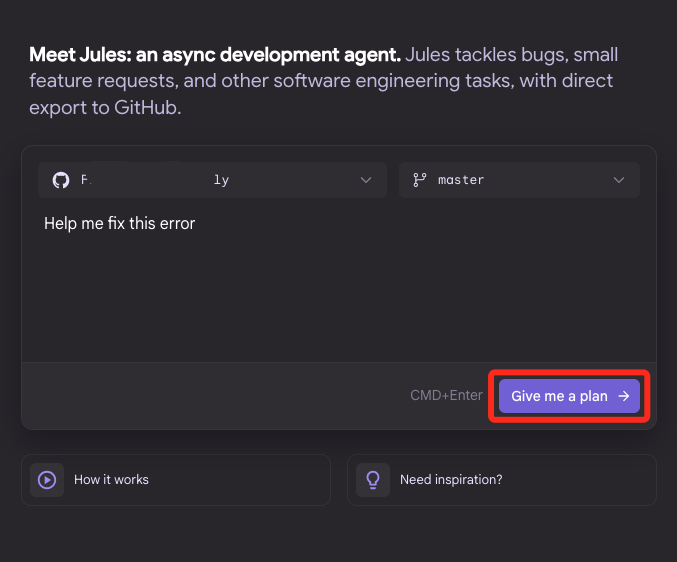 Meet Jules: an async development agent. Jules tackles bugs, small
feature requests, and other software engineering tasks, with direct
export to GitHub.
ly
master
Help me fix this error
CMD+Enter
Give me a plan
How it works
Need inspiration?